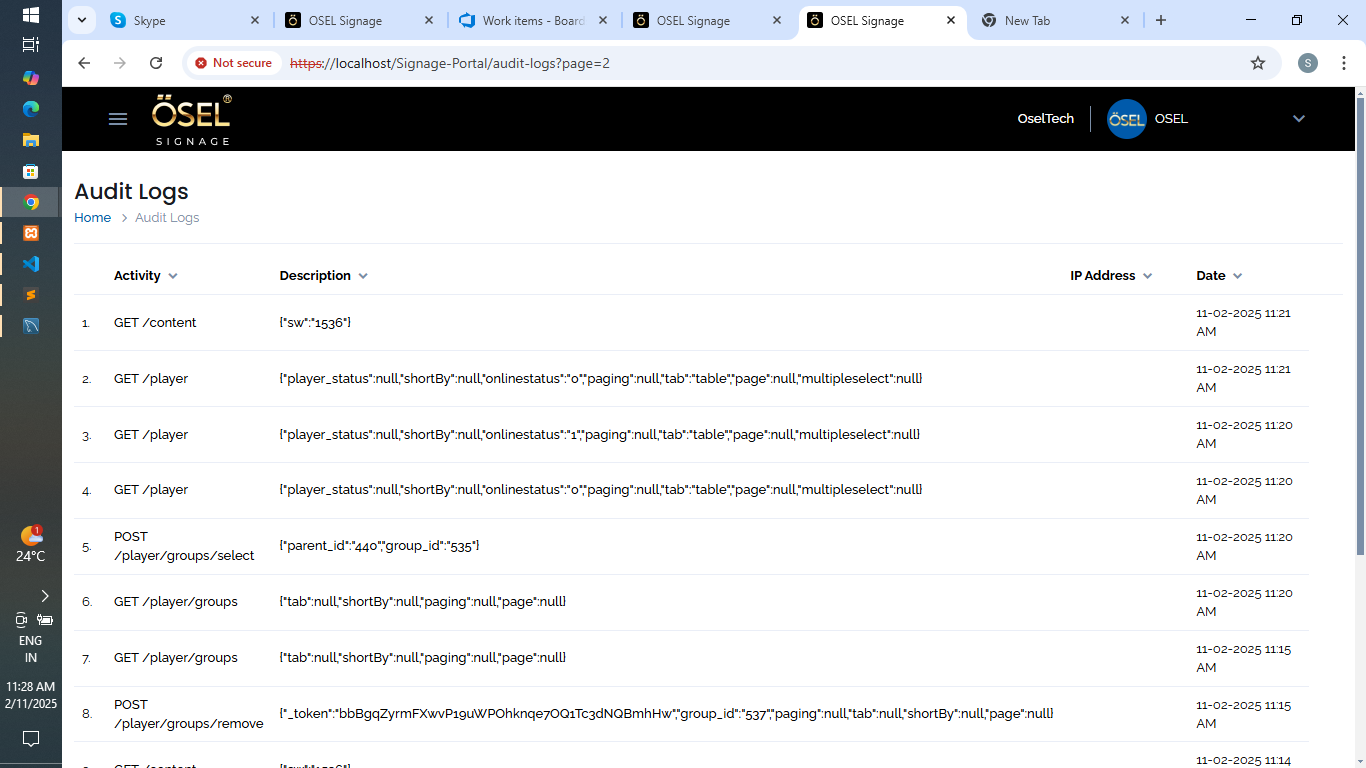 Skype
OSEL Signage
Work items - Board
OSEL Signage
OSEL Signage
New Tab
Not secure
https://localhost/Signage-Portal/audit-logs?page=2
S
ÖSEL®
SIGNAGE
OselTech
ÖSEL
OSEL
Audit Logs
Home
Audit Logs
Activity
Description
IP Address
Date
1.
GET /content
{"sw":"1536"}
11-02-2025 11:21
AM
2.
GET /player
{"player_status":null,"shortBy":null,"onlinestatus":"0","paging":null,"tab":"table","page":null,"multipleselect":null}
11-02-2025 11:21
AM
3.
GET /player
{"player_status":null,"shortBy":null,"onlinestatus":"1","paging":null,"tab":"table","page":null,"multipleselect":null}
11-02-2025 11:20
AM
4.
GET /player
{"player_status":null,"shortBy":null,"onlinestatus":"0","paging":null,"tab":"table","page":null,"multipleselect":null}
11-02-2025 11:20
AM
5.
POST
/player/groups/select
{"parent_id":"440","group_id":"535"}
11-02-2025 11:20
AM
6.
GET /player/groups
{"tab":null,"shortBy":null,"paging":null,"page":null}
11-02-2025 11:20
AM
7.
GET /player/groups
{"tab":null,"shortBy":null,"paging":null,"page":null}
11-02-2025 11:15
AM
8.
POST
/player/groups/remove
{"_token":"bbBgqZyrmFXwvP19uWPOhknqe7OQ1Tc3dNQBmhHw","group_id":"537","paging":null,"tab":null,"shortBy":null,"page":null}
11-02-2025 11:15
AM
GET /content
{"sw":"1536"}
11-02-2025 11:14
1
24°C
ENG
IN
11:28 AM
2/11/2025